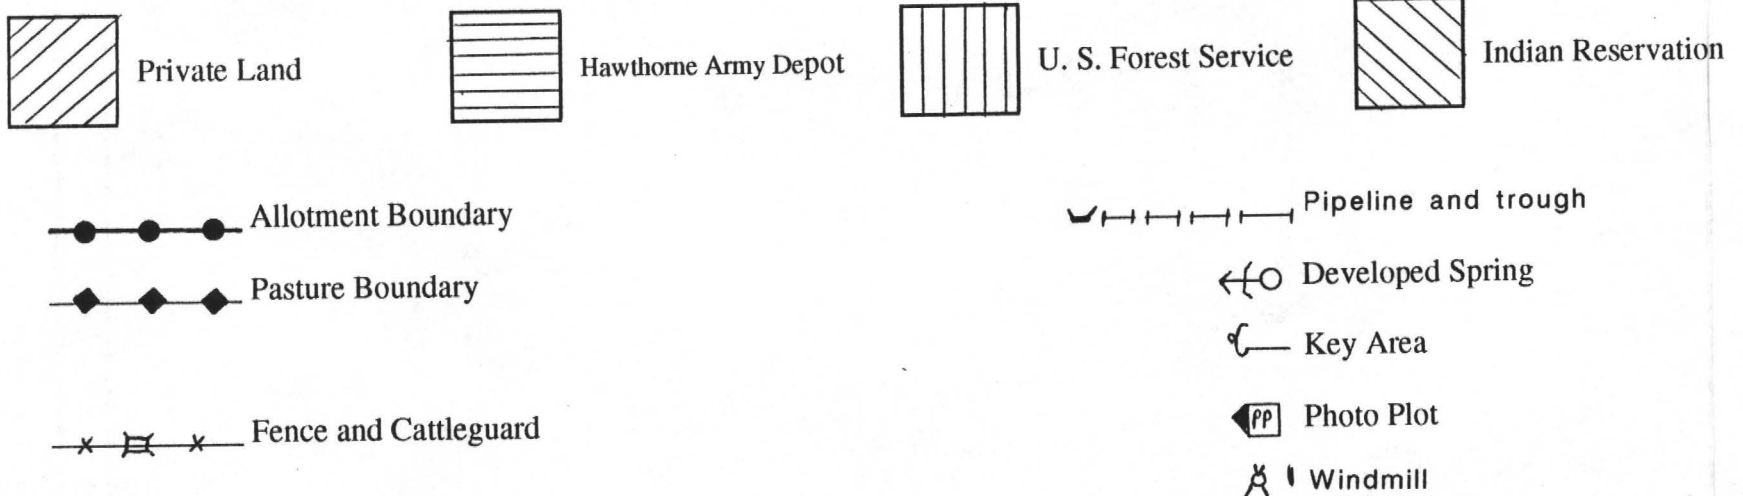 Private Land
Hawthorne Army Depot
U. S. Forest Service
Indian Reservation
Allotment Boundary
Pasture Boundary
Fence and Cattleguard
Pipeline and trough
Developed Spring
Key Area
PP Photo Plot
Windmill